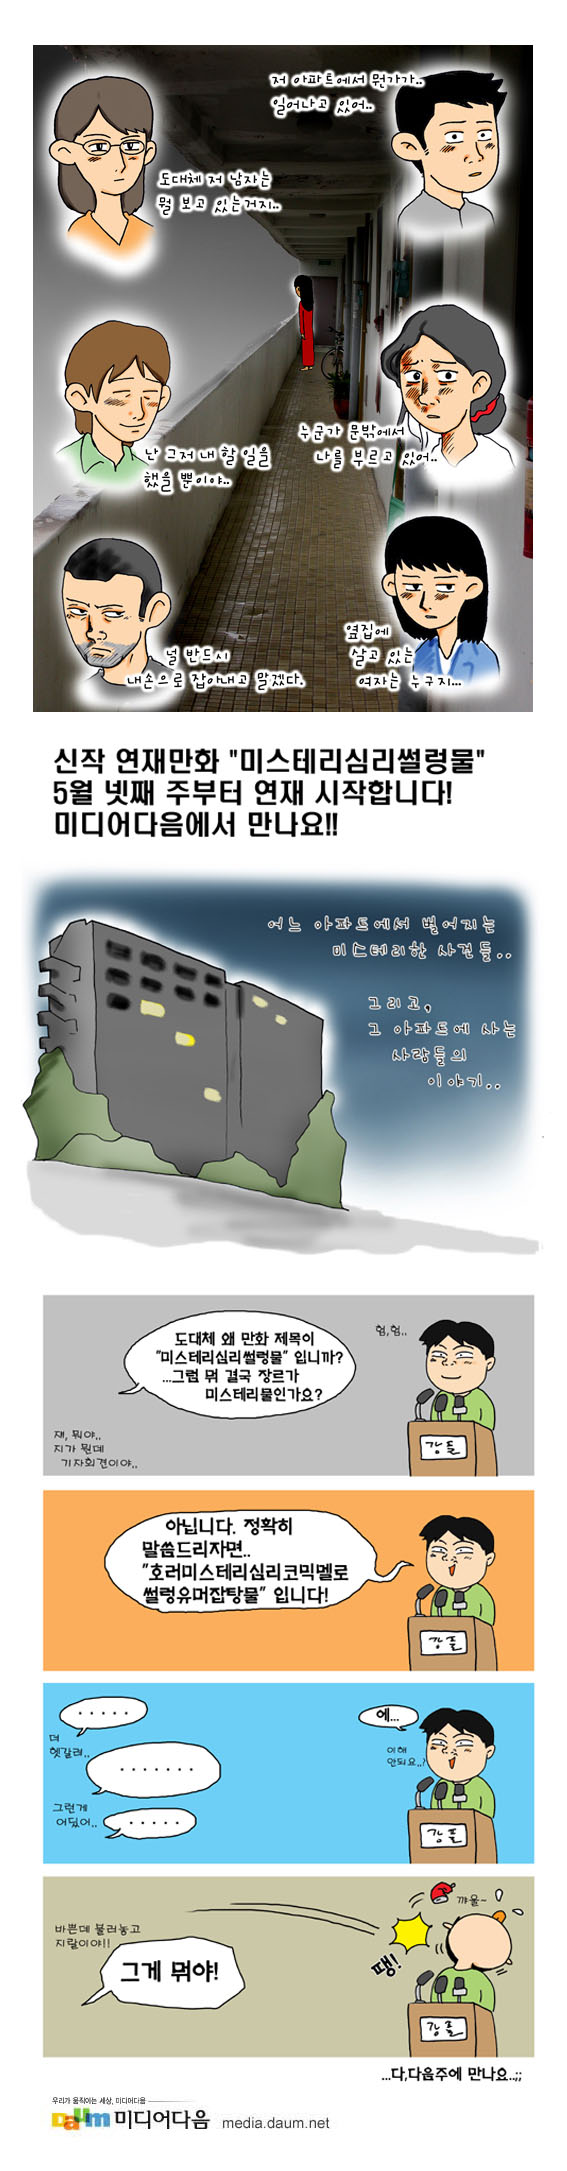 저 아파트에서 뭔가가..
일어나고 있어..
도대체 저 남자는
뭘 보고 있는거지..
누군가 문밖에서
나를 부르고 있어..
난 그저 내 할 일을
했을 뿐이야..
옆집에
살고 있는
여자는 누구지...
널 반드시
내손으로 잡아내고 말겠다.
신작 연재만화 "미스테리심리썰렁물"
5월 넷째 주부터 연재 시작합니다!
미디어다음에서 만나요!!
어느 아파트에서 벌어지는
미스테리한 사건들..
그리고,
그 아파트에 사는
사람들의
이야기..
도대체 왜 만화 제목이
"미스테리심리썰렁물" 입니까?
...그럼 뭐 결국 장르가
미스테리물인가요?
험,험..
쟤, 뭐야..
지가 뭔데
기자회견이야..
강풀
아닙니다. 정확히
말씀드리자면..
"호러미스테리심리코믹멜로
썰렁유머잡탕물" 입니다!
강풀
. . . . .
에...
더
헷갈려..
이해
안되요..?
. . . . . . .
그런게
어딨어..
. . . . .
강풀
꺄울~
바쁜데 불러놓고
지랄이야!!
그게 뭐야!
땡!
강풀
...다,다음주에 만나요..;;
우리가 움직이는 세상, 미디어다음
Daum 미디어다음 media.daum.net